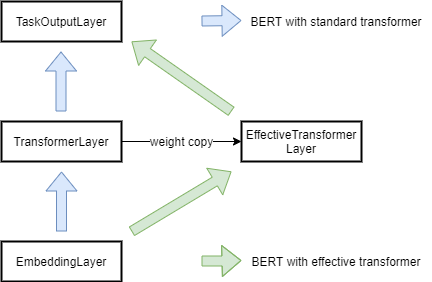 TaskOutputLayer
BERT with standard transformer
TransformerLayer
weight copy
EffectiveTransformer
Layer
EmbeddingLayer
BERT with effective transformer